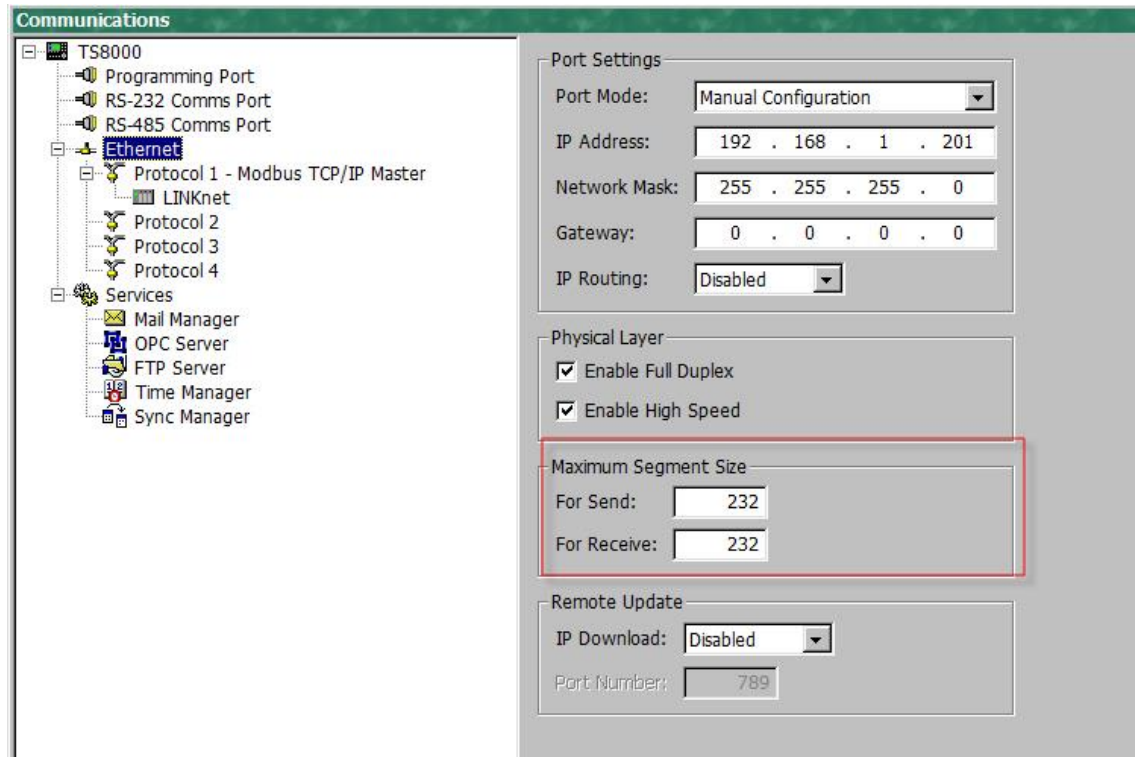 Communications
TS8000
Programming Port
RS-232 Comms Port
RS-485 Comms Port
Ethernet
Protocol 1 - Modbus TCP/IP Master
LINKnet
Protocol 2
Protocol 3
Protocol 4
Services
Mail Manager
OPC Server
FTP Server
Time Manager
Sync Manager
Port Settings
Port Mode: Manual Configuration
IP Address: 192 . 168 . 1 . 201
Network Mask: 255 . 255 . 255 . 0
Gateway: 0 . 0 . 0 . 0
IP Routing: Disabled
Physical Layer
Enable Full Duplex
Enable High Speed
Maximum Segment Size
For Send: 232
For Receive: 232
Remote Update
IP Download: Disabled
Port Number: 789